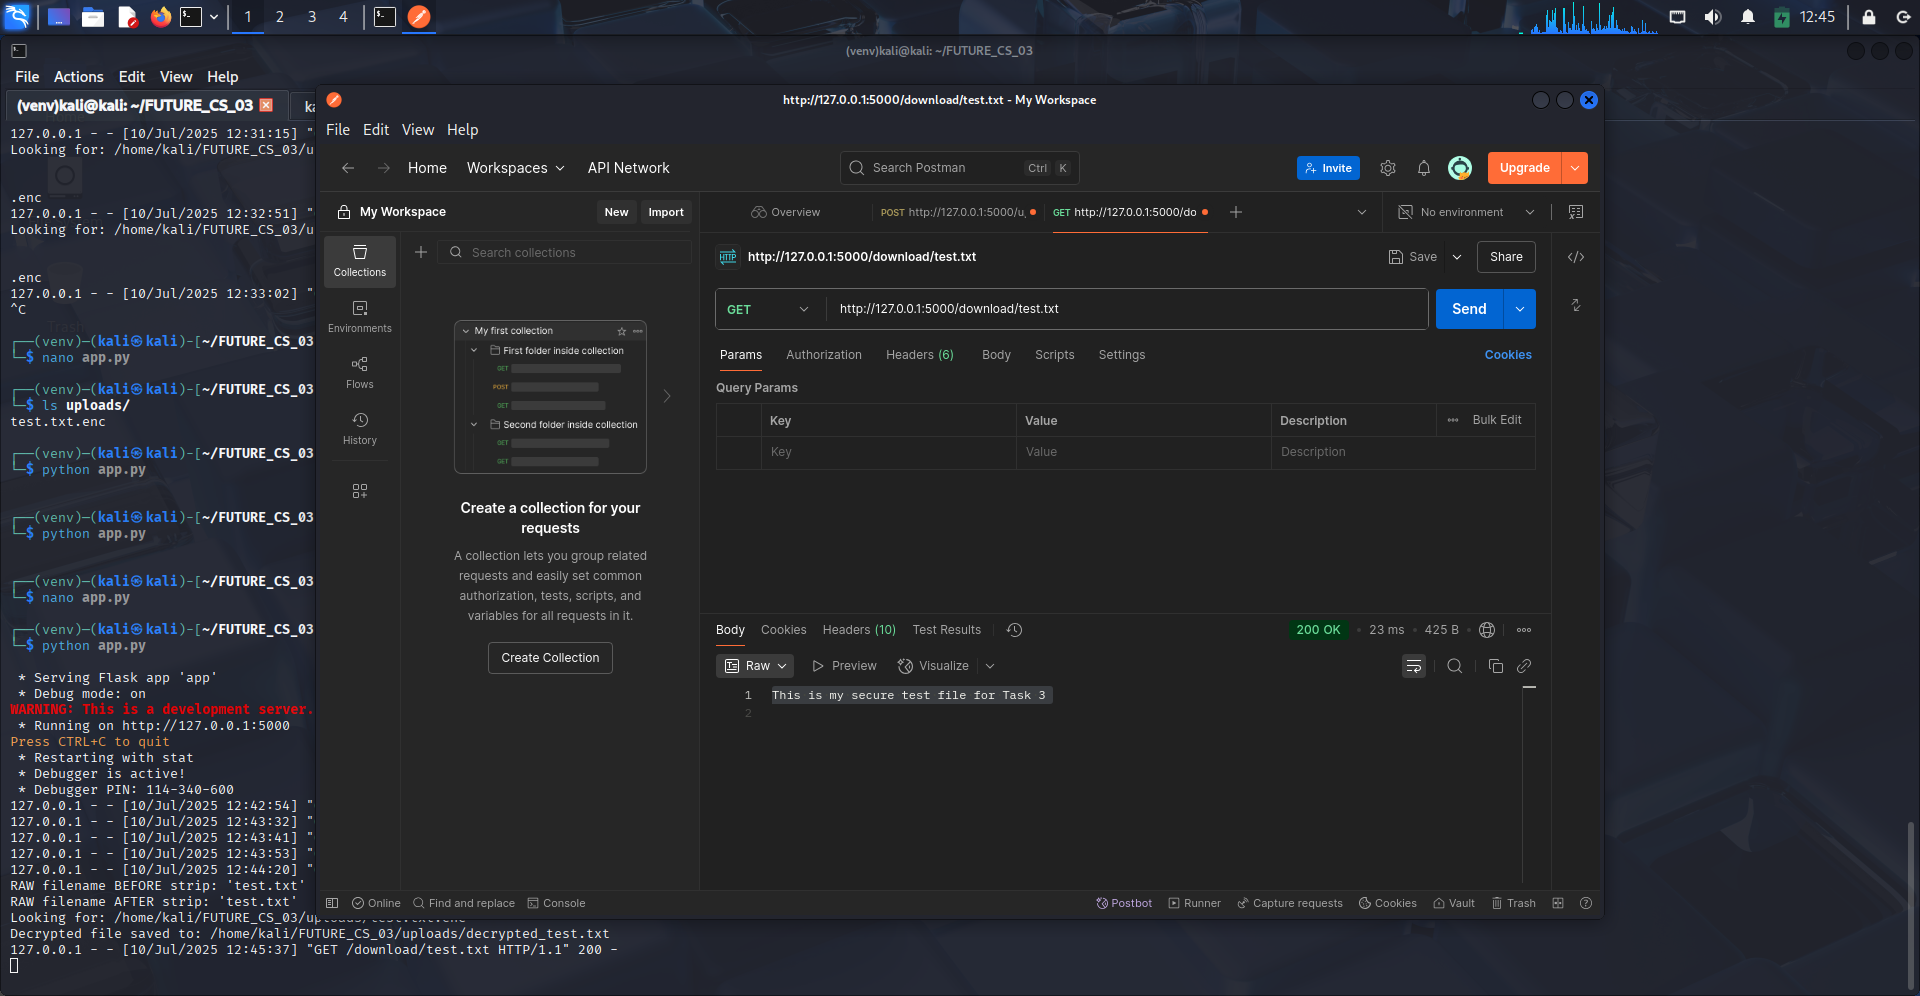 1 2 3 4
12:45
(venv)kali@kali: ~/FUTURE_CS_03
File Actions Edit View Help
(venv)kali@kali: ~/FUTURE_CS_03
ka
127.0.0.1 - - [10/Jul/2025 12:31:15] "
Looking for: /home/kali/FUTURE_CS_03/u
.enc
127.0.0.1 - - [10/Jul/2025 12:32:51] "
Looking for: /home/kali/FUTURE_CS_03/u
.enc
127.0.0.1 - - [10/Jul/2025 12:33:02] "
^C
┌──(venv)─(kali㉿kali)-[~/FUTURE_CS_03
└─$ nano app.py
┌──(venv)─(kali㉿kali)-[~/FUTURE_CS_03
└─$ ls uploads/
test.txt.enc
┌──(venv)─(kali㉿kali)-[~/FUTURE_CS_03
└─$ python app.py
┌──(venv)─(kali㉿kali)-[~/FUTURE_CS_03
└─$ python app.py
┌──(venv)─(kali㉿kali)-[~/FUTURE_CS_03
└─$ nano app.py
┌──(venv)─(kali㉿kali)-[~/FUTURE_CS_03
└─$ python app.py
* Serving Flask app 'app'
* Debug mode: on
WARNING: This is a development server.
* Running on http://127.0.0.1:5000
Press CTRL+C to quit
* Restarting with stat
* Debugger is active!
* Debugger PIN: 114-340-600
127.0.0.1 - - [10/Jul/2025 12:42:54] "
127.0.0.1 - - [10/Jul/2025 12:43:32] "
127.0.0.1 - - [10/Jul/2025 12:43:41] "
127.0.0.1 - - [10/Jul/2025 12:43:53] "
127.0.0.1 - - [10/Jul/2025 12:44:20] "
RAW filename BEFORE strip: 'test.txt'
RAW filename AFTER strip: 'test.txt'
Looking for: /home/kali/FUTURE_CS_03/uploads/test.txt.enc
Decrypted file saved to: /home/kali/FUTURE_CS_03/uploads/decrypted_test.txt
127.0.0.1 - - [10/Jul/2025 12:45:37] "GET /download/test.txt HTTP/1.1" 200 -
http://127.0.0.1:5000/download/test.txt - My Workspace
File Edit View Help
Home Workspaces API Network
Search Postman Ctrl K
Invite
Upgrade
My Workspace
New Import
Overview
POST http://127.0.0.1:5000/u
GET http://127.0.0.1:5000/do
No environment
Collections
Environments
Flows
History
Search collections
My first collection
First folder inside collection
GET
POST
GET
Second folder inside collection
GET
GET
Create a collection for your
requests
A collection lets you group related
requests and easily set common
authorization, tests, scripts, and
variables for all requests in it.
Create Collection
HTTP http://127.0.0.1:5000/download/test.txt
Save Share
GET http://127.0.0.1:5000/download/test.txt
Send
Params Authorization Headers (6) Body Scripts Settings
Cookies
Query Params
Key Value Description Bulk Edit
Key Value Description
Body Cookies Headers (10) Test Results
200 OK 23 ms 425 B
Raw Preview Visualize
1 This is my secure test file for Task 3
2
Online Find and replace Console
Postbot Runner Capture requests Cookies Vault Trash